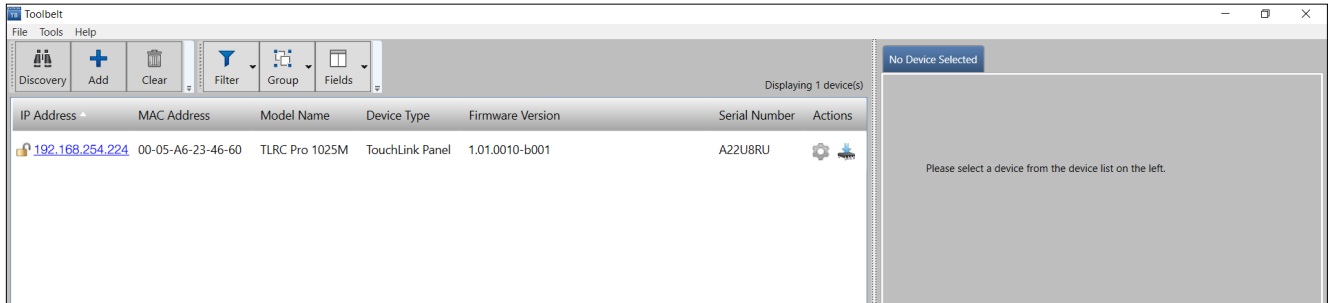 TB Toolbelt
File Tools Help
Discovery Add Clear Filter Group Fields
Displaying 1 device(s)
No Device Selected
IP Address MAC Address Model Name Device Type Firmware Version Serial Number Actions
192.168.254.224 00-05-A6-23-46-60 TLRC Pro 1025M TouchLink Panel 1.01.0010-b001 A22U8RU
Please select a device from the device list on the left.